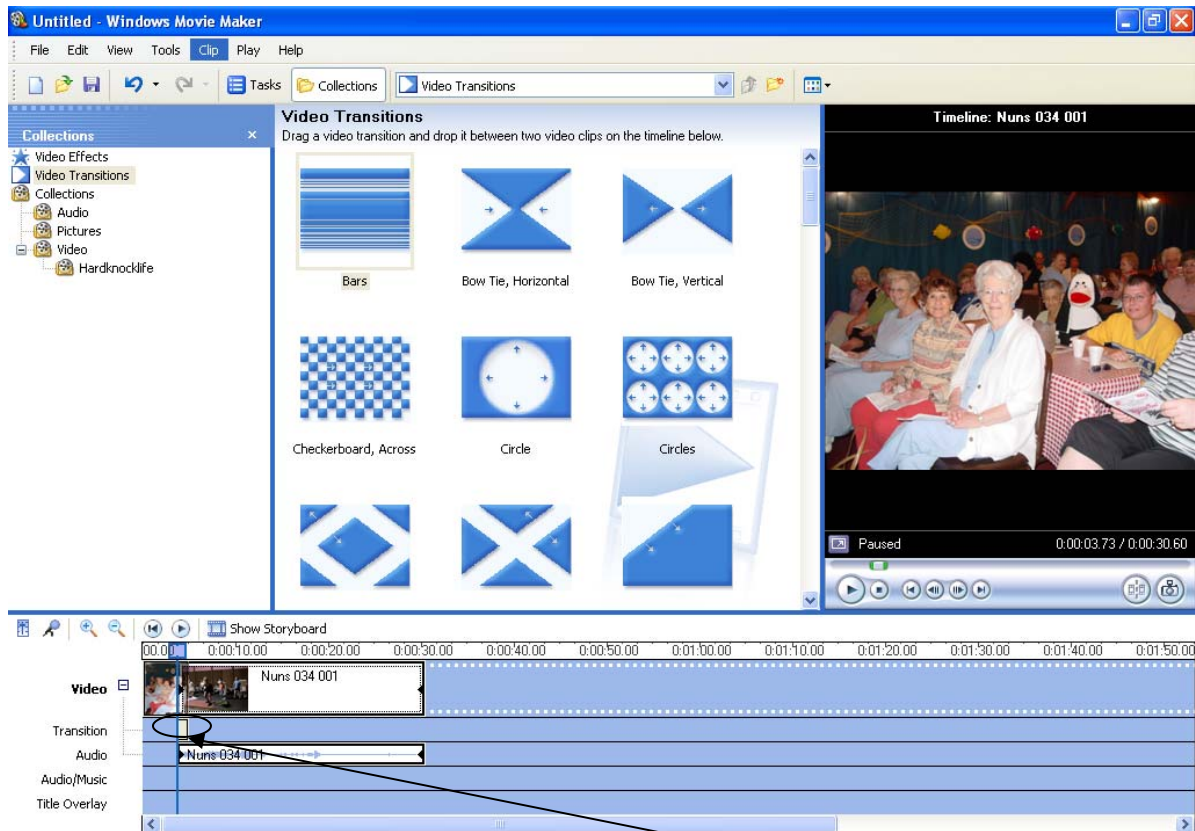 Untitled - Windows Movie Maker
File Edit View Tools Clip Play Help
Tasks Collections Video Transitions
Collections
Video Effects
Video Transitions
Collections
Audio
Pictures
Video
Hardknocklife
Video Transitions
Drag a video transition and drop it between two video clips on the timeline below.
Bars Bow Tie, Horizontal Bow Tie, Vertical
Checkerboard, Across Circle Circles
Timeline: Nuns 034 001
Paused 0:00:03.73 / 0:00:30.60
Show Storyboard
00.0 0:00:10.00 0:00:20.00 0:00:30.00 0:00:40.00 0:00:50.00 0:01:00.00 0:01:10.00 0:01:20.00 0:01:30.00 0:01:40.00 0:01:50.00
Video Nuns 034 001
Transition
Audio Nuns 034 001
Audio/Music
Title Overlay